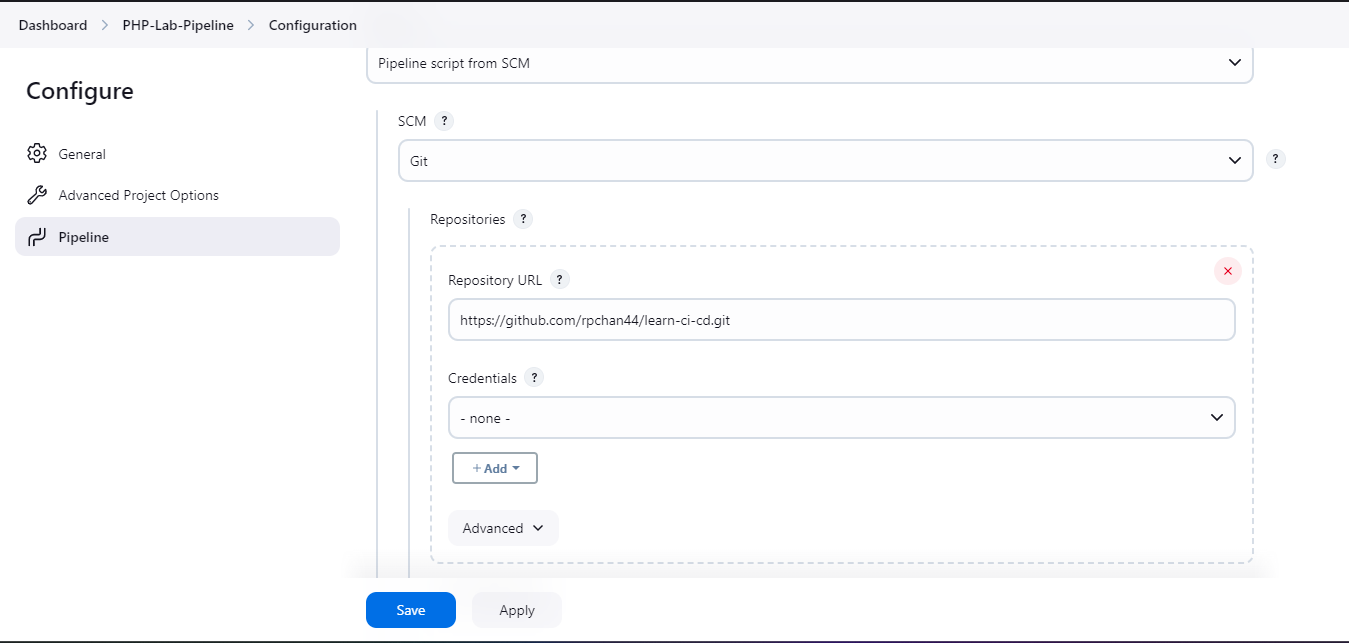 Dashboard > PHP-Lab-Pipeline > Configuration
Configure
General
Advanced Project Options
Pipeline
Pipeline script from SCM
SCM ?
Git
?
Repositories ?
Repository URL ?
https://github.com/rpchan44/learn-ci-cd.git
Credentials ?
- none -
+ Add
Advanced
Save Apply